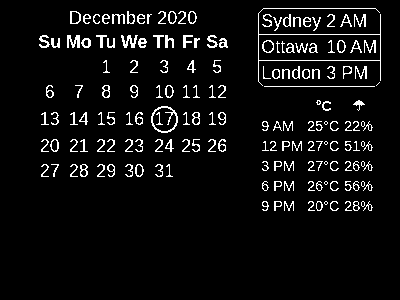 December 2020
Su Mo Tu We Th Fr Sa
1 2 3 4 5
6 7 8 9 10 11 12
13 14 15 16 17 18 19
20 21 22 23 24 25 26
27 28 29 30 31
Sydney 2 AM
Ottawa 10 AM
London 3 PM
°C ☂
9 AM 25°C 22%
12 PM 27°C 51%
3 PM 27°C 26%
6 PM 26°C 56%
9 PM 20°C 28%